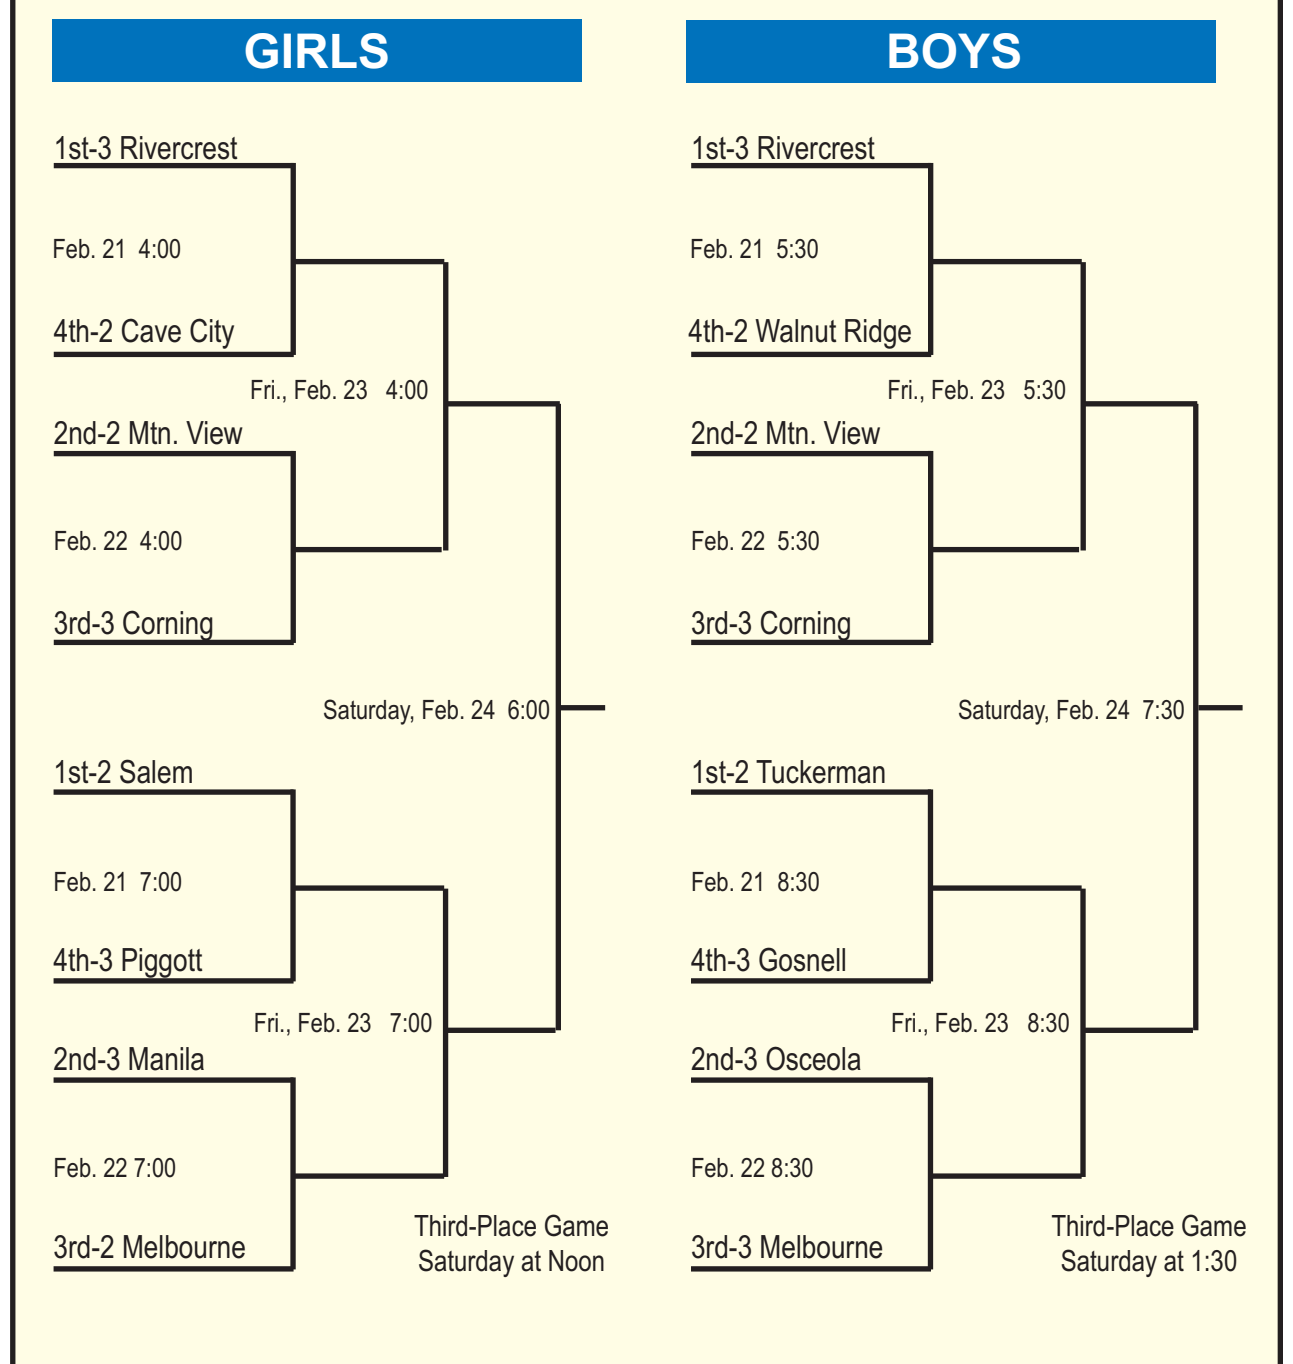 GIRLS
1st-3 Rivercrest
Feb. 21 4:00
4th-2 Cave City
Fri., Feb. 23 4:00
2nd-2 Mtn. View
Feb. 22 4:00
3rd-3 Corning
Saturday, Feb. 24 6:00
1st-2 Salem
Feb. 21 7:00
4th-3 Piggott
Fri., Feb. 23 7:00
2nd-3 Manila
Feb. 22 7:00
3rd-2 Melbourne
Third-Place Game
Saturday at Noon
BOYS
1st-3 Rivercrest
Feb. 21 5:30
4th-2 Walnut Ridge
Fri., Feb. 23 5:30
2nd-2 Mtn. View
Feb. 22 5:30
3rd-3 Corning
Saturday, Feb. 24 7:30
1st-2 Tuckerman
Feb. 21 8:30
4th-3 Gosnell
Fri., Feb. 23 8:30
2nd-3 Osceola
Feb. 22 8:30
3rd-3 Melbourne
Third-Place Game
Saturday at 1:30